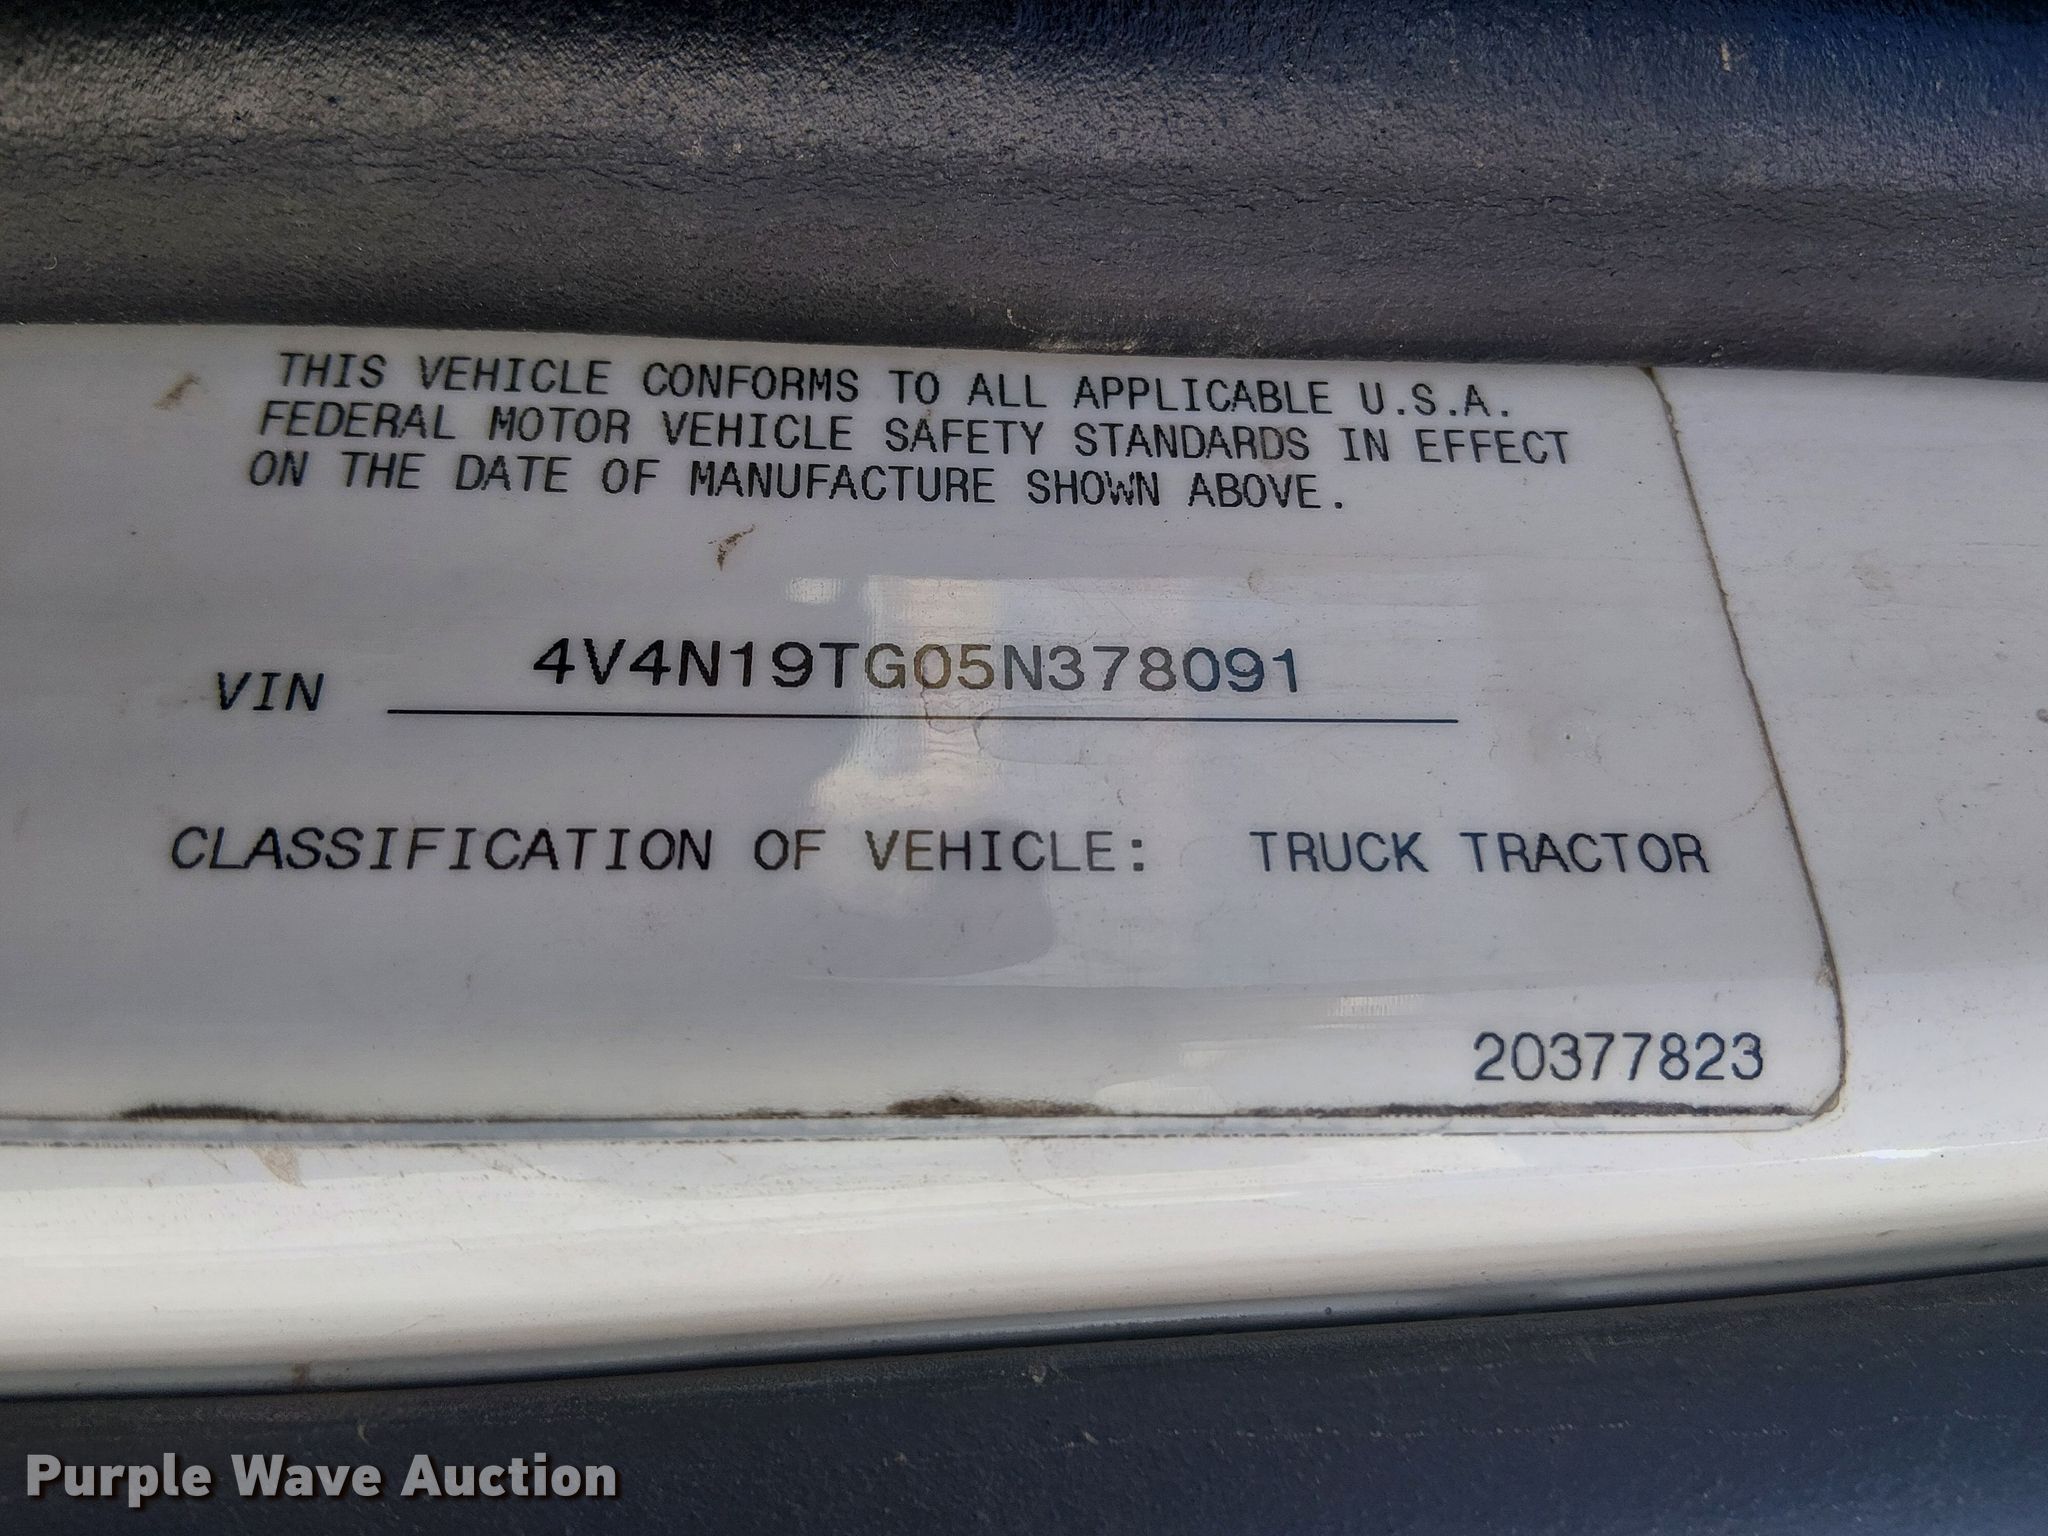 THIS VEHICLE CONFORMS TO ALL APPLICABLE U.S.A.
FEDERAL MOTOR VEHICLE SAFETY STANDARDS IN EFFECT
ON THE DATE OF MANUFACTURE SHOWN ABOVE.
VIN 4V4N19TG05N378091
CLASSIFICATION OF VEHICLE: TRUCK TRACTOR
20377823
Purple Wave Auction